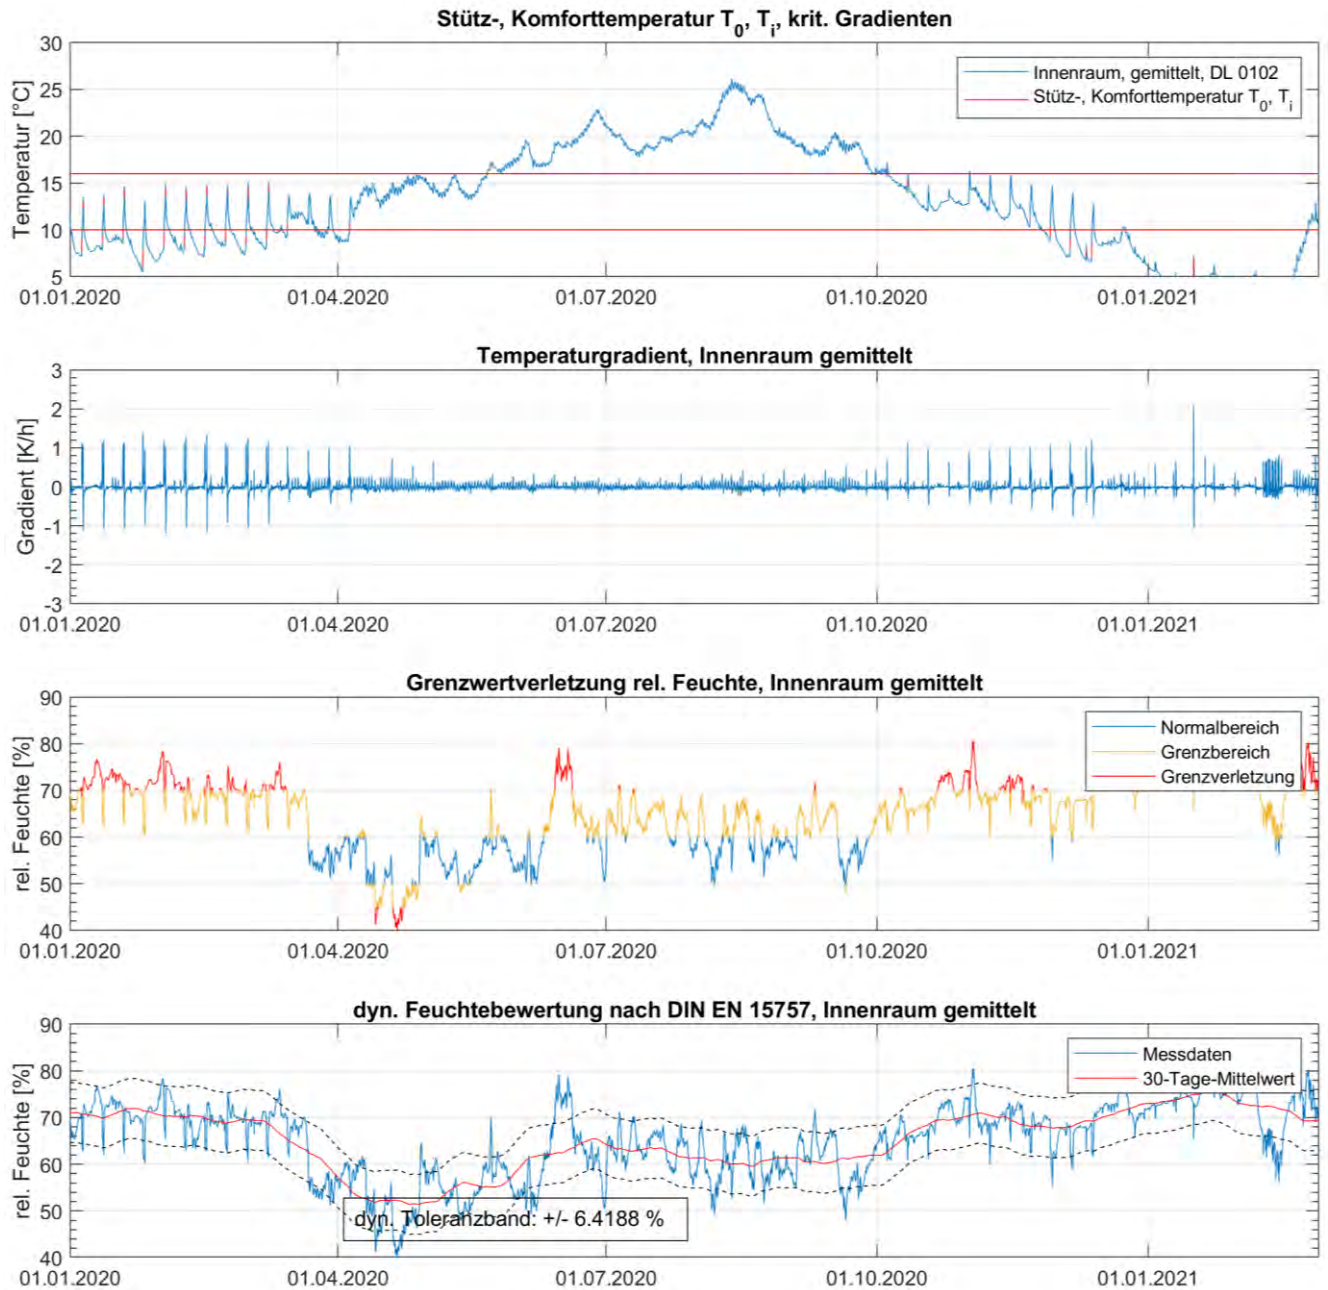 Stütz-, Komforttemperatur T0, Ti, krit. Gradienten
Temperatur [°C]
30
25
20
15
10
5
Innenraum, gemittelt, DL 0102
Stütz-, Komforttemperatur T0, Ti
01.01.2020 01.04.2020 01.07.2020 01.10.2020 01.01.2021
Temperaturgradient, Innenraum gemittelt
Gradient [K/h]
3
2
1
0
-1
-2
-3
01.01.2020 01.04.2020 01.07.2020 01.10.2020 01.01.2021
Grenzwertverletzung rel. Feuchte, Innenraum gemittelt
rel. Feuchte [%]
90
80
70
60
50
40
Normalbereich
Grenzbereich
Grenzverletzung
01.01.2020 01.04.2020 01.07.2020 01.10.2020 01.01.2021
dyn. Feuchtebewertung nach DIN EN 15757, Innenraum gemittelt
rel. Feuchte [%]
90
80
70
60
50
40
Messdaten
30-Tage-Mittelwert
dyn. Toleranzband: +/- 6.4188 %
01.01.2020 01.04.2020 01.07.2020 01.10.2020 01.01.2021